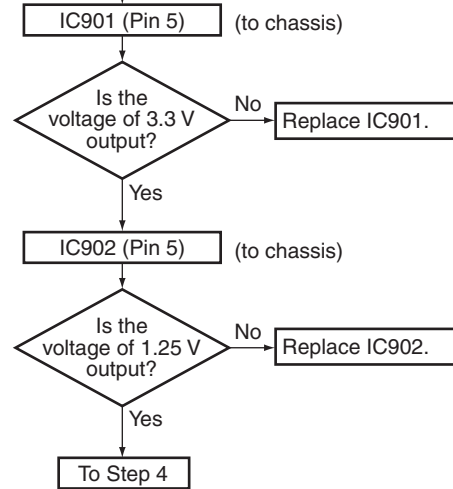 IC901 (Pin 5) (to chassis)
Is the
voltage of 3.3 V
output?
No
Replace IC901.
Yes
IC902 (Pin 5) (to chassis)
Is the
voltage of 1.25 V
output?
No
Replace IC902.
Yes
To Step 4